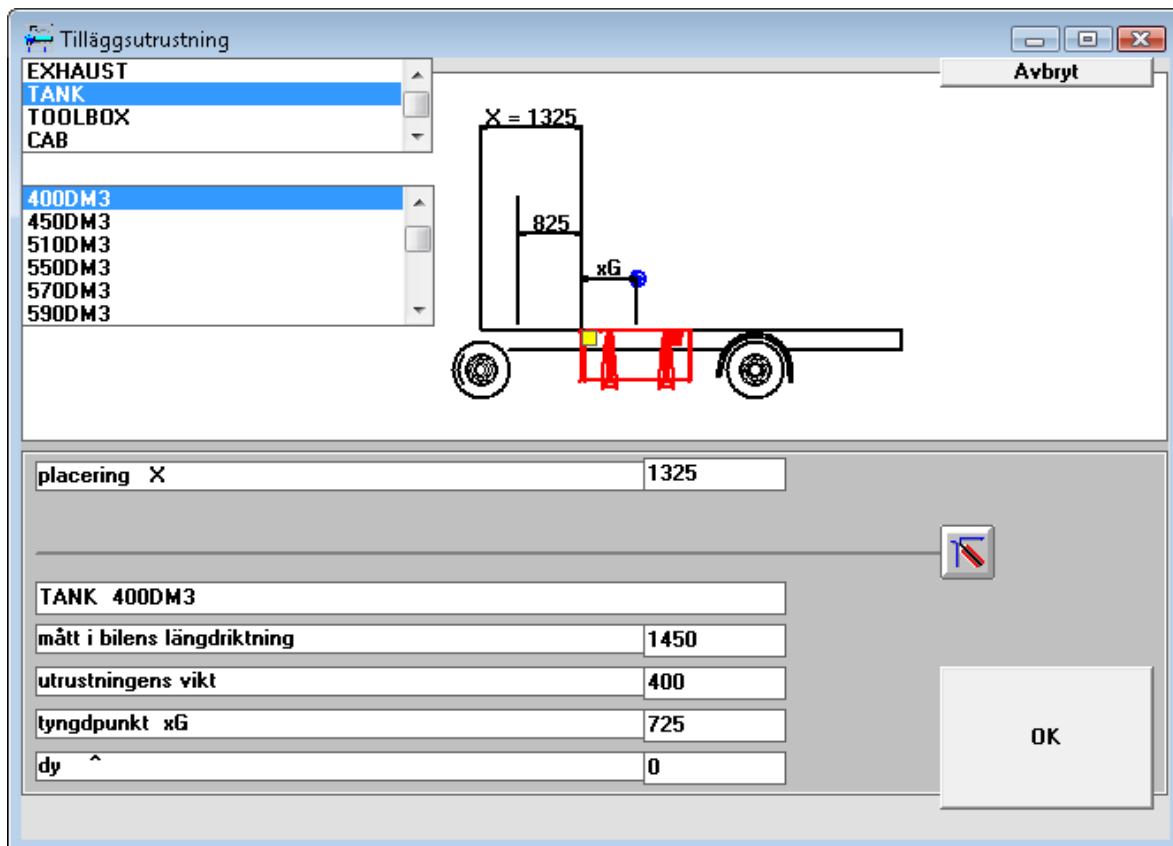 Tilläggsutrustning
EXHAUST
TANK
TOOLBOX
CAB
Avbryt
400DM3
450DM3
510DM3
550DM3
570DM3
590DM3
X = 1325
825
xG
placering X 1325
TANK 400DM3
mått i bilens längdriktning 1450
utrustningens vikt 400
tyngdpunkt xG 725
dy ^ 0
OK